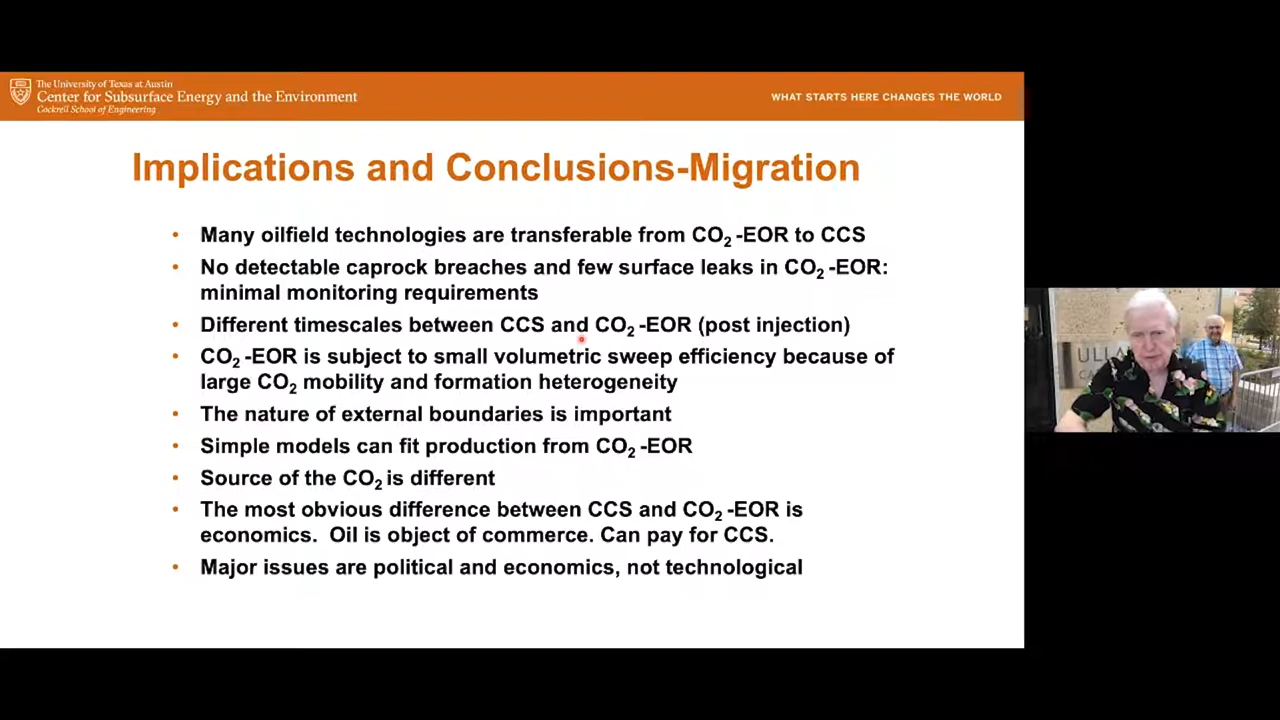 The University of Texas at Austin
Center for Subsurface Energy and the Environment
Cockrell School of Engineering
WHAT STARTS HERE CHANGES THE WORLD
Implications and Conclusions-Migration
• Many oilfield technologies are transferable from CO2 -EOR to CCS
• No detectable caprock breaches and few surface leaks in CO2 -EOR:
minimal monitoring requirements
• Different timescales between CCS and CO2 -EOR (post injection)
• CO2 -EOR is subject to small volumetric sweep efficiency because of
large CO2 mobility and formation heterogeneity
• The nature of external boundaries is important
• Simple models can fit production from CO2 -EOR
• Source of the CO2 is different
• The most obvious difference between CCS and CO2 -EOR is
economics. Oil is object of commerce. Can pay for CCS.
• Major issues are political and economics, not technological